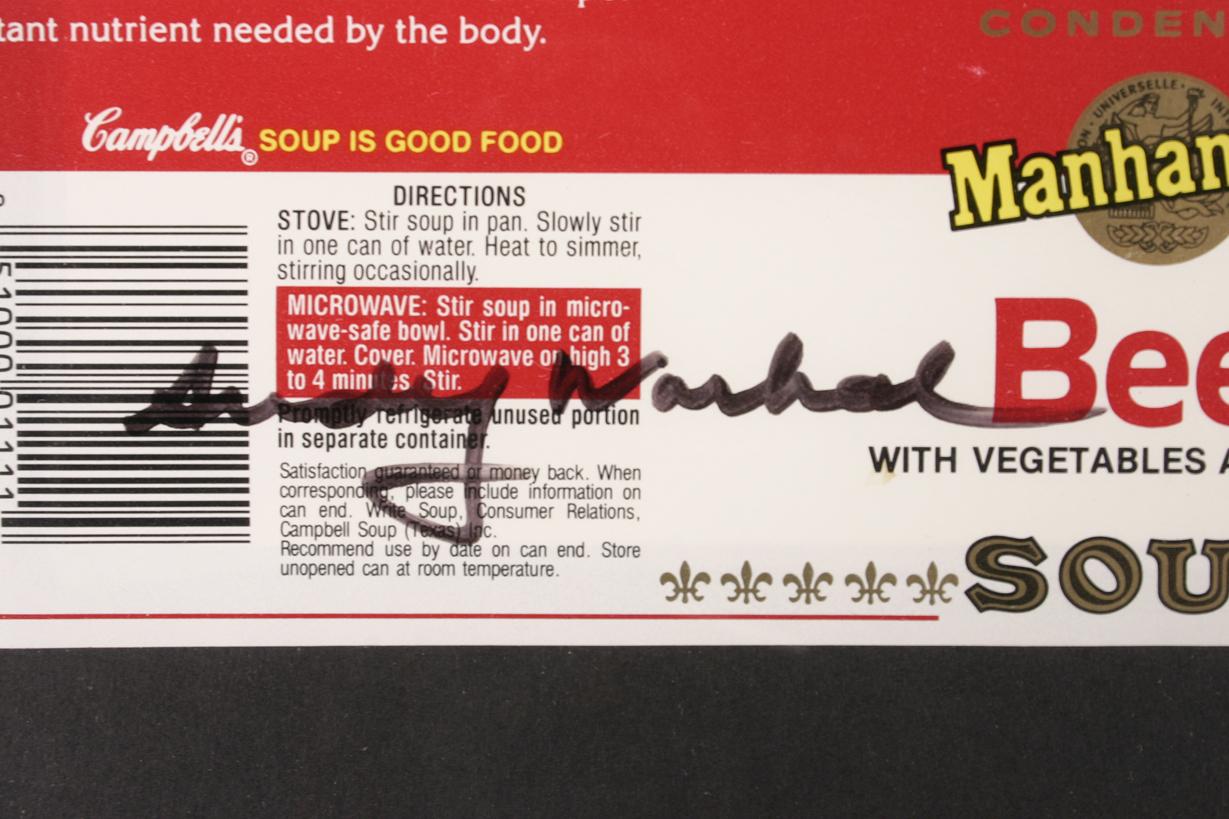 tant nutrient needed by the body.
CONDEN
UNIVERSELLE
Campbell's® SOUP IS GOOD FOOD
Manhan
DIRECTIONS
STOVE: Stir soup in pan. Slowly stir
in one can of water. Heat to simmer,
stirring occasionally.
MICROWAVE: Stir soup in micro-
wave-safe bowl. Stir in one can of
water. Cover. Microwave on high 3
to 4 minutes. Stir.
Promptly refrigerate unused portion
in separate container.
Satisfaction guaranteed or money back. When
corresponding, please include information on
can end. Write Soup, Consumer Relations,
Campbell Soup (Texas) Inc.
Recommend use by date on can end. Store
unopened can at room temperature.
51000 01111
Andy Warhol
Bee
WITH VEGETABLES A
SOU